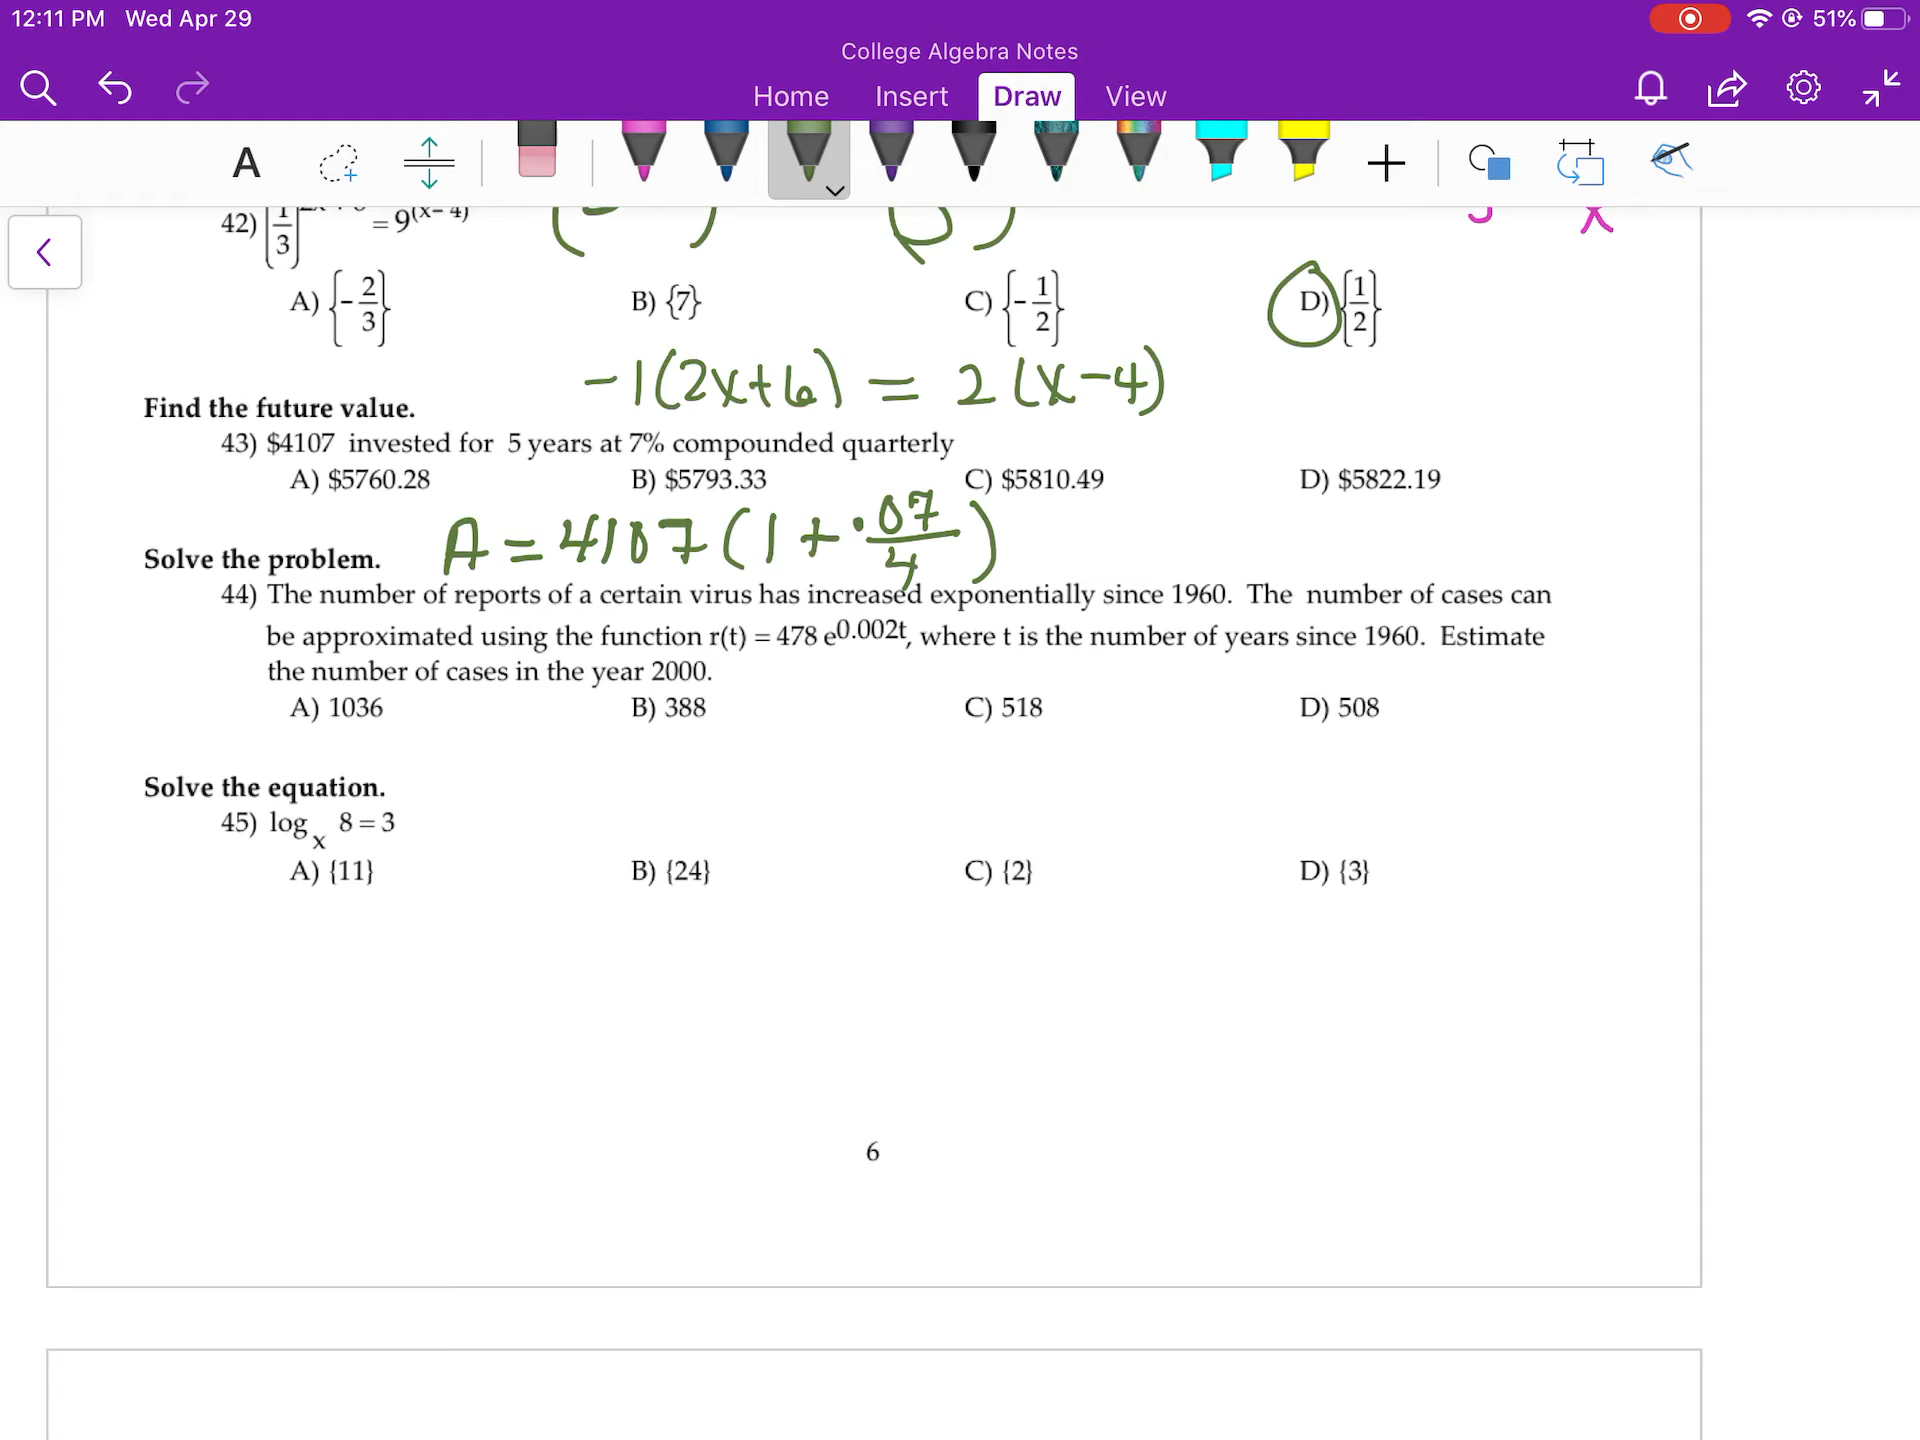 12:11 PM Wed Apr 29 51%
College Algebra Notes
Home Insert Draw View
A
42) [1/3] = 9(x-4)
A) {-2/3} B) {7} C) {-1/2} D) {1/2}
-1(2x+6) = 2(x-4)
Find the future value.
43) $4107 invested for 5 years at 7% compounded quarterly
A) $5760.28 B) $5793.33 C) $5810.49 D) $5822.19
A = 4107(1 + .07/4)
Solve the problem.
44) The number of reports of a certain virus has increased exponentially since 1960. The number of cases can
be approximated using the function r(t) = 478 e0.002t, where t is the number of years since 1960. Estimate
the number of cases in the year 2000.
A) 1036 B) 388 C) 518 D) 508
Solve the equation.
45) log x 8 = 3
A) {11} B) {24} C) {2} D) {3}
6